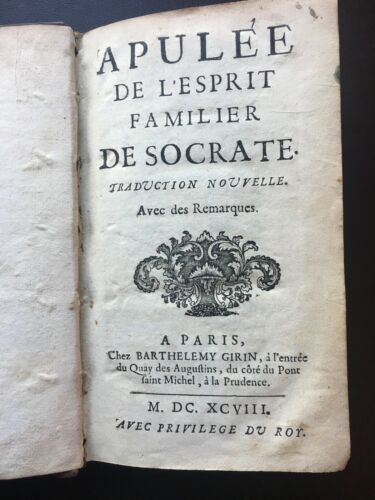 APULÉE
DE L'ESPRIT
FAMILIER
DE SOCRATE.
TRADUCTION NOUVELLE.
Avec des Remarques.
A PARIS,
Chez BARTHELEMY GIRIN, à l'entrée
du Quay des Augustins, du côté du Pont
saint Michel, à la Prudence.
M. DC. XCVIII.
AVEC PRIVILEGE DU ROY.